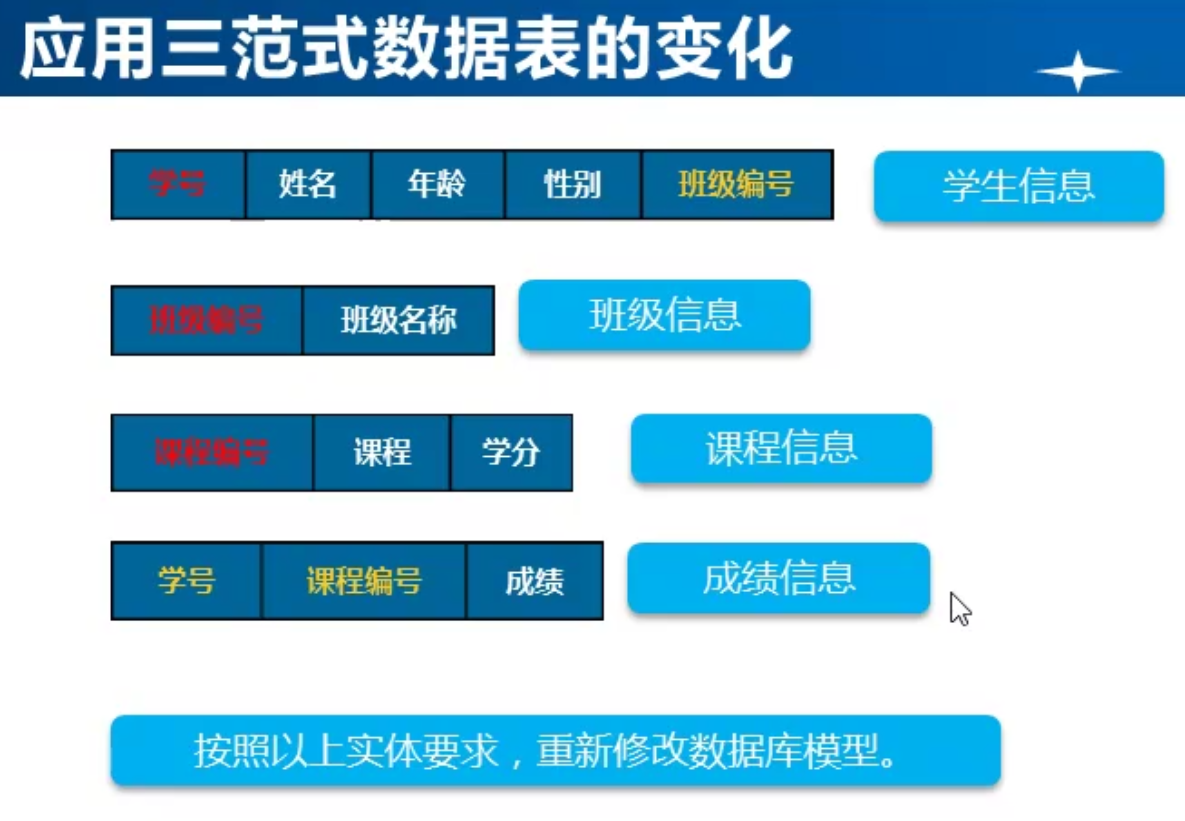 应用三范式数据表的变化
学号 姓名 年龄 性别 班级编号 学生信息
班级编号 班级名称 班级信息
课程编号 课程 学分 课程信息
学号 课程编号 成绩 成绩信息
按照以上实体要求，重新修改数据库模型。